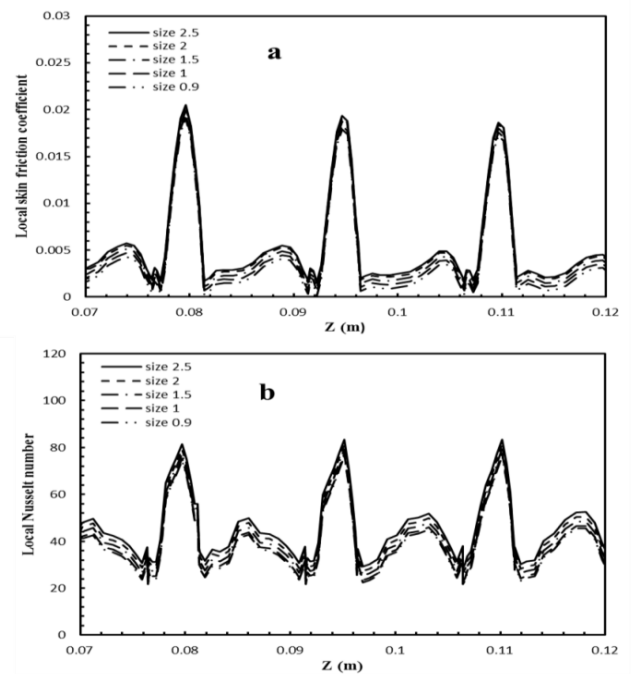 0.03
0.025
0.02
0.015
0.01
0.005
0
Local skin friction coefficient
size 2.5
size 2
size 1.5
size 1
size 0.9
a
0.07 0.08 0.09 0.1 0.11 0.12
Z (m)
120
100
80
60
40
20
0
Local Nusselt number
size 2.5
size 2
size 1.5
size 1
size 0.9
b
0.07 0.08 0.09 0.1 0.11 0.12
Z (m)